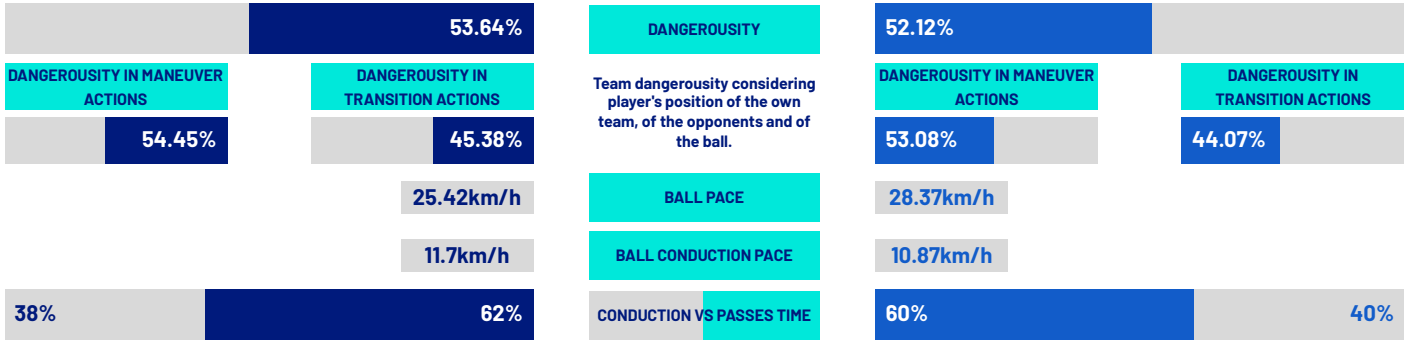 53.64%
DANGEROUSITY
52.12%
DANGEROUSITY IN MANEUVER
ACTIONS
DANGEROUSITY IN
TRANSITION ACTIONS
Team dangerousity considering
player's position of the own
team, of the opponents and of
the ball.
DANGEROUSITY IN MANEUVER
ACTIONS
DANGEROUSITY IN
TRANSITION ACTIONS
54.45%
45.38%
53.08%
44.07%
25.42km/h
BALL PACE
28.37km/h
11.7km/h
BALL CONDUCTION PACE
10.87km/h
38%
62%
CONDUCTION VS PASSES TIME
60%
40%